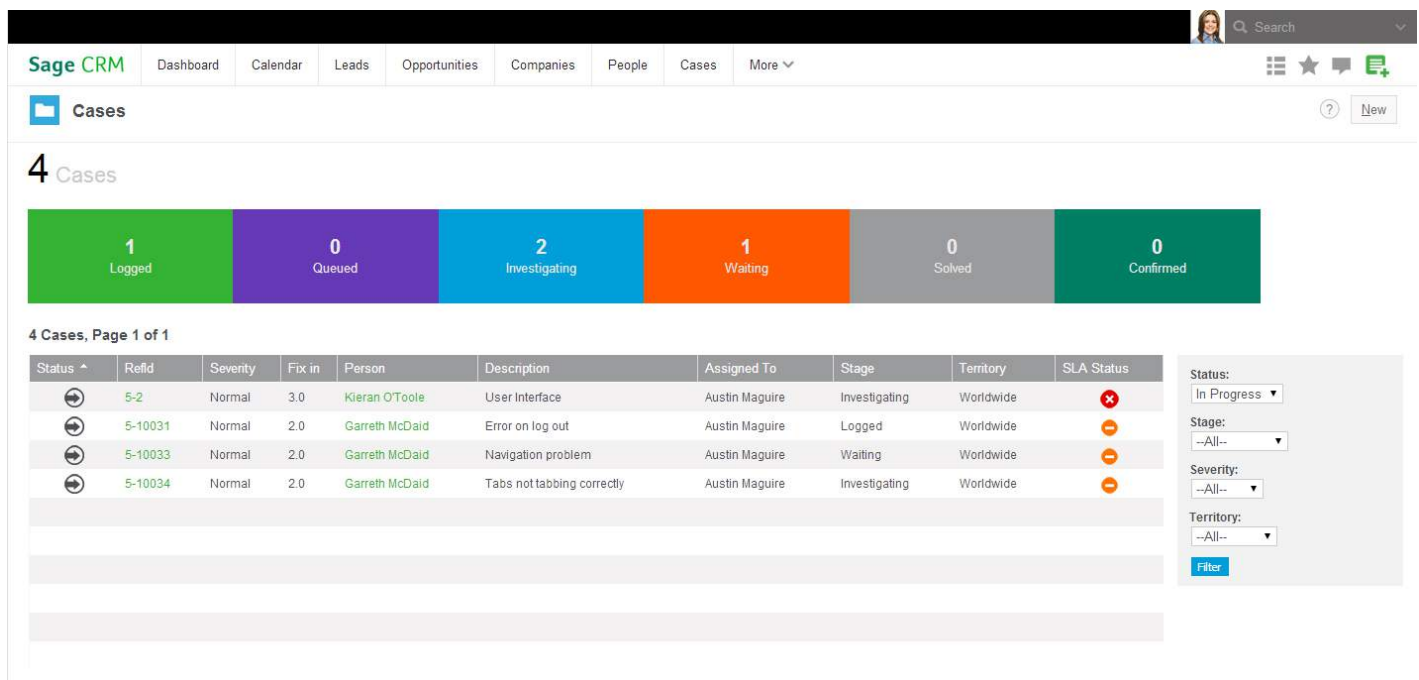 Search
Sage CRM Dashboard Calendar Leads Opportunities Companies People Cases More
Cases ? New
4 Cases
1 0 2 1 0 0
Logged Queued Investigating Waiting Solved Confirmed
4 Cases, Page 1 of 1
Status RefId Severity Fix in Person Description Assigned To Stage Territory SLA Status
5-2 Normal 3.0 Kieran O'Toole User Interface Austin Maguire Investigating Worldwide
5-10031 Normal 2.0 Garreth McDaid Error on log out Austin Maguire Logged Worldwide
5-10033 Normal 2.0 Garreth McDaid Navigation problem Austin Maguire Waiting Worldwide
5-10034 Normal 2.0 Garreth McDaid Tabs not tabbing correctly Austin Maguire Investigating Worldwide
Status:
In Progress
Stage:
--All--
Severity:
--All--
Territory:
--All--
Filter